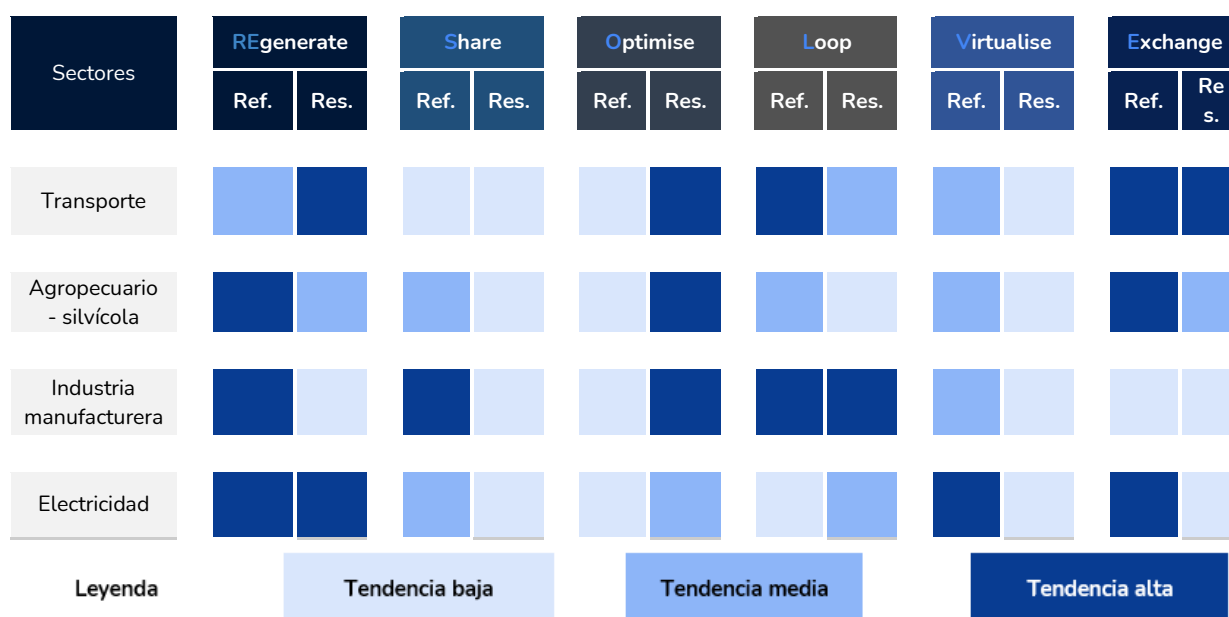 Sectores
REgenerate
Share
Optimise
Loop
Virtualise
Exchange
Ref.
Res.
Ref.
Res.
Ref.
Res.
Ref.
Res.
Ref.
Res.
Ref.
Re
s.
Transporte
Agropecuario
- silvícola
Industria
manufacturera
Electricidad
Leyenda
Tendencia baja
Tendencia media
Tendencia alta